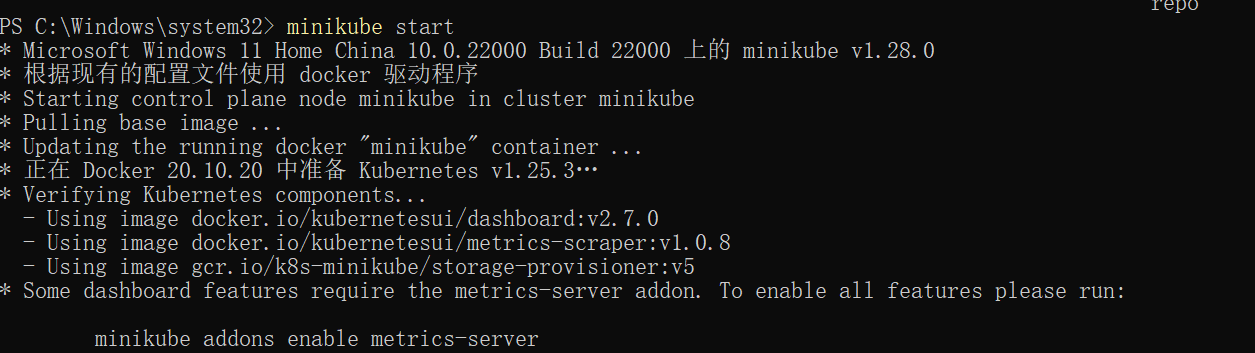 repo
PS C:\Windows\system32> minikube start
* Microsoft Windows 11 Home China 10.0.22000 Build 22000 上的 minikube v1.28.0
* 根据现有的配置文件使用 docker 驱动程序
* Starting control plane node minikube in cluster minikube
* Pulling base image ...
* Updating the running docker "minikube" container ...
* 正在 Docker 20.10.20 中准备 Kubernetes v1.25.3…
* Verifying Kubernetes components...
  - Using image docker.io/kubernetesui/dashboard:v2.7.0
  - Using image docker.io/kubernetesui/metrics-scraper:v1.0.8
  - Using image gcr.io/k8s-minikube/storage-provisioner:v5
* Some dashboard features require the metrics-server addon. To enable all features please run:
        minikube addons enable metrics-server